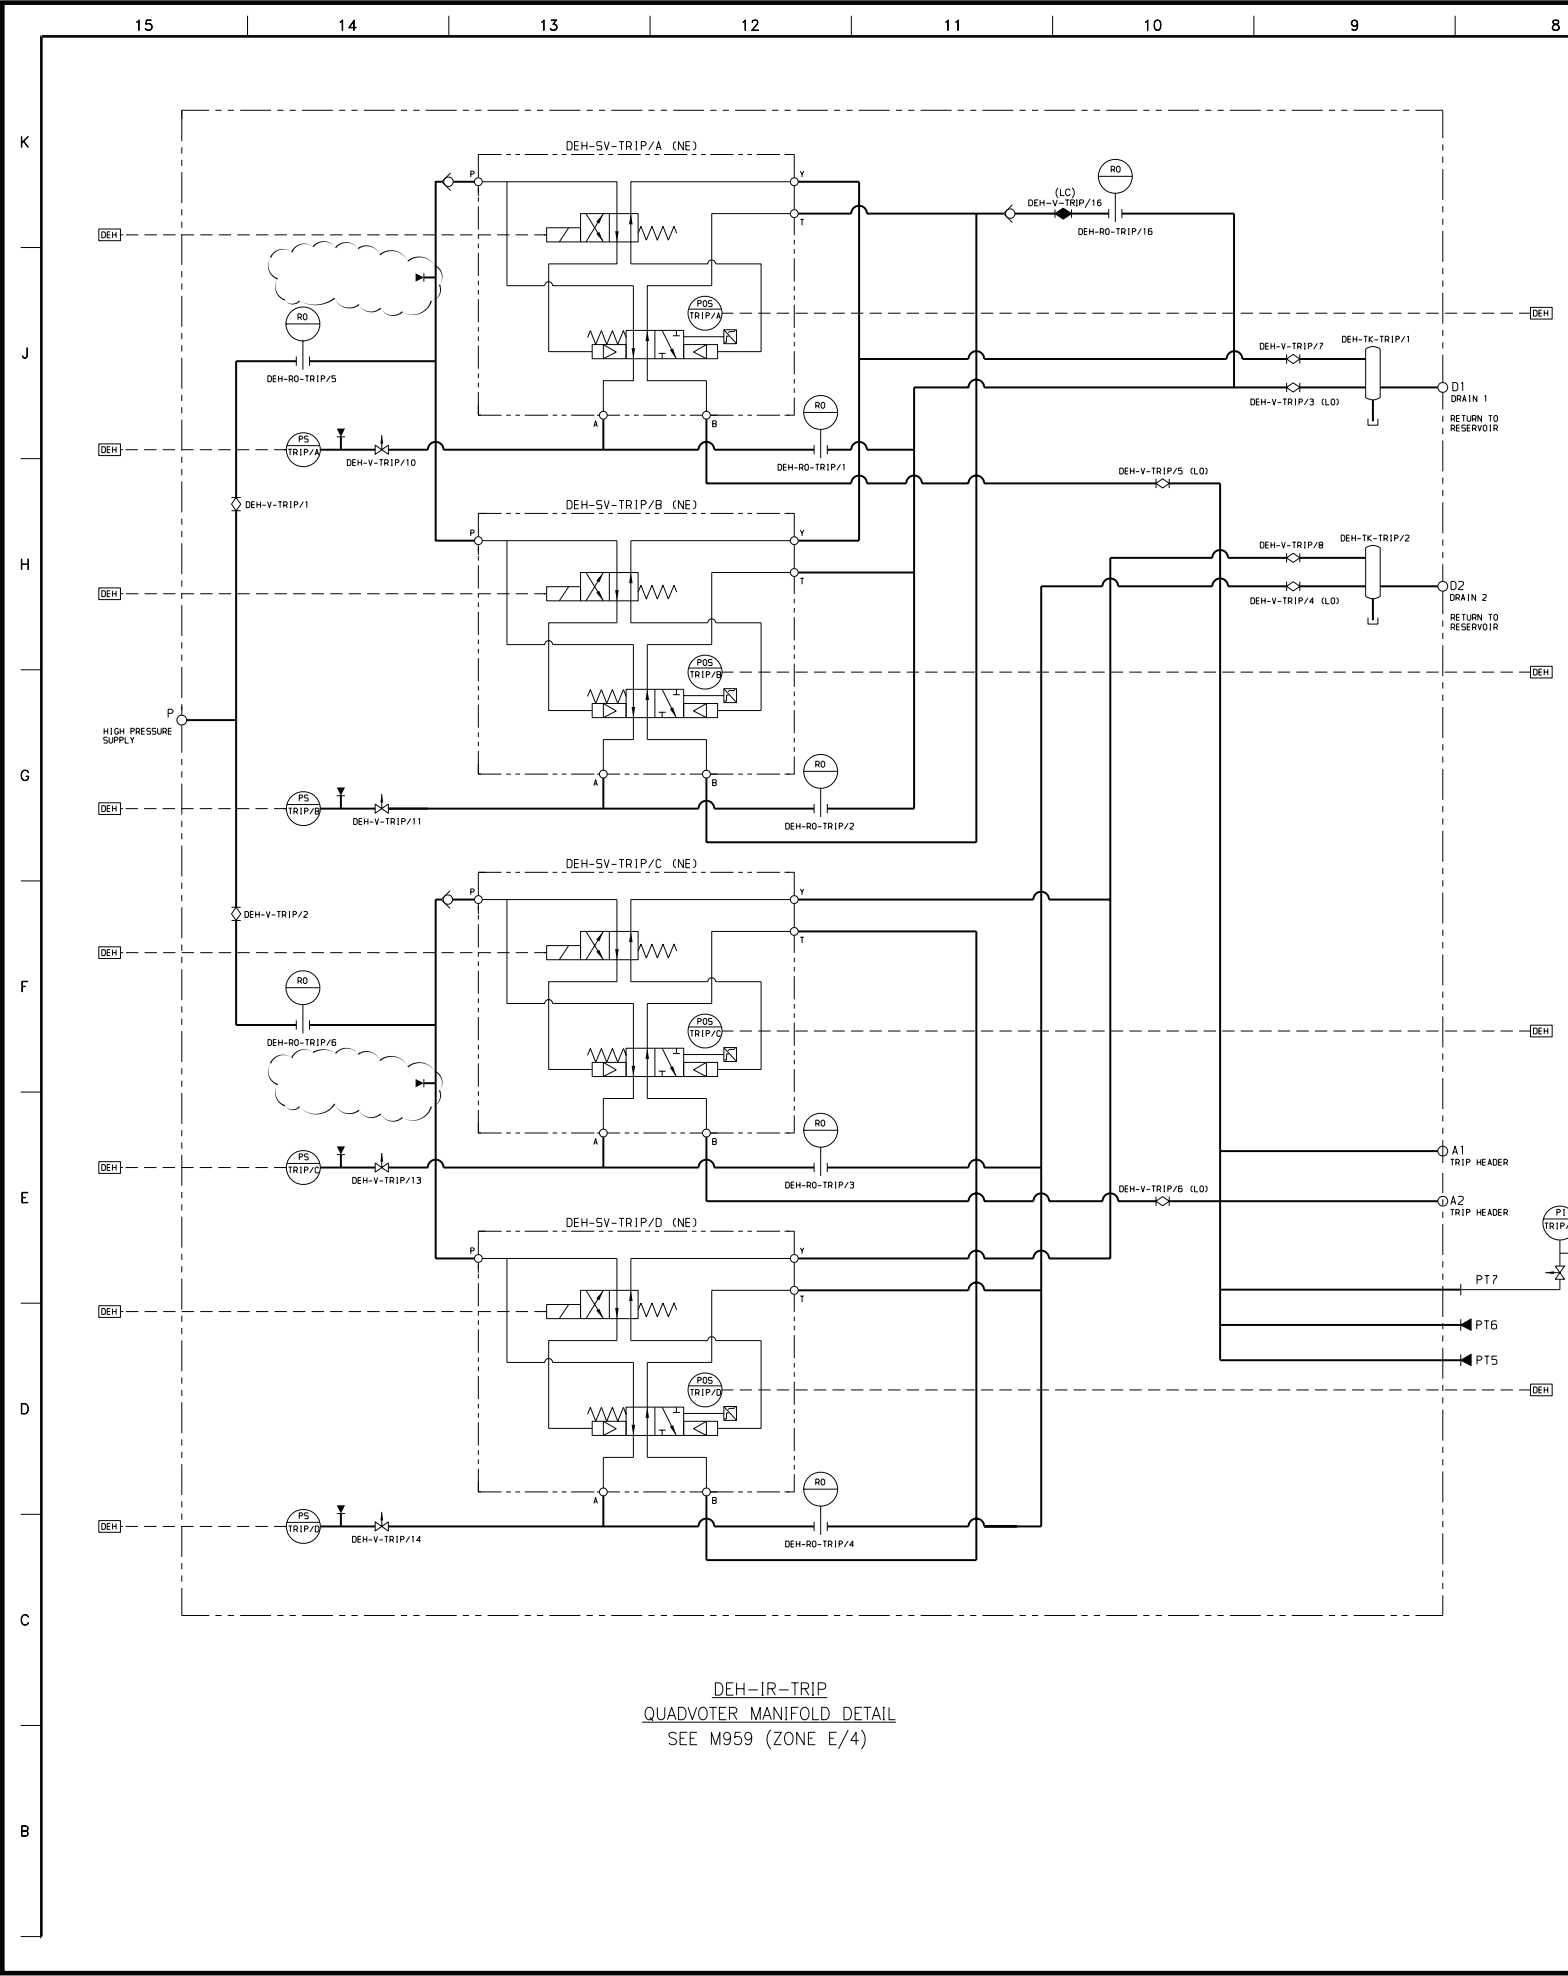 15 14 13 12 11 10 9 8
K
DEH-SV-TRIP/A (NE)
P
Y
T
RO
(LC)
DEH-V-TRIP/16
DEH-RO-TRIP/16
DEH
POS
TRIP/A
DEH
J
RO
DEH-RO-TRIP/5
DEH-V-TRIP/7
DEH-TK-TRIP/1
DEH-V-TRIP/3 (LO)
D1
DRAIN 1
RETURN TO
RESERVOIR
A
B
RO
DEH-RO-TRIP/1
DEH
PS
TRIP/A
DEH-V-TRIP/10
DEH-V-TRIP/5 (LO)
DEH-V-TRIP/1
DEH-SV-TRIP/B (NE)
P
Y
T
H
DEH
DEH-V-TRIP/8
DEH-TK-TRIP/2
DEH-V-TRIP/4 (LO)
D2
DRAIN 2
RETURN TO
RESERVOIR
POS
TRIP/B
DEH
P
HIGH PRESSURE
SUPPLY
G
A
B
RO
DEH-RO-TRIP/2
DEH
PS
TRIP/B
DEH-V-TRIP/11
DEH-SV-TRIP/C (NE)
P
Y
T
DEH-V-TRIP/2
DEH
F
RO
DEH-RO-TRIP/6
POS
TRIP/C
DEH
A
B
RO
DEH-RO-TRIP/3
DEH
PS
TRIP/C
DEH-V-TRIP/13
A1
TRIP HEADER
E
DEH-V-TRIP/6 (LO)
A2
TRIP HEADER
PI
TRIP/
DEH-SV-TRIP/D (NE)
P
Y
T
PT7
DEH
PT6
PT5
POS
TRIP/D
DEH
D
A
B
RO
DEH-RO-TRIP/4
DEH
PS
TRIP/D
DEH-V-TRIP/14
C
DEH-IR-TRIP
QUADVOTER MANIFOLD DETAIL
SEE M959 (ZONE E/4)
B